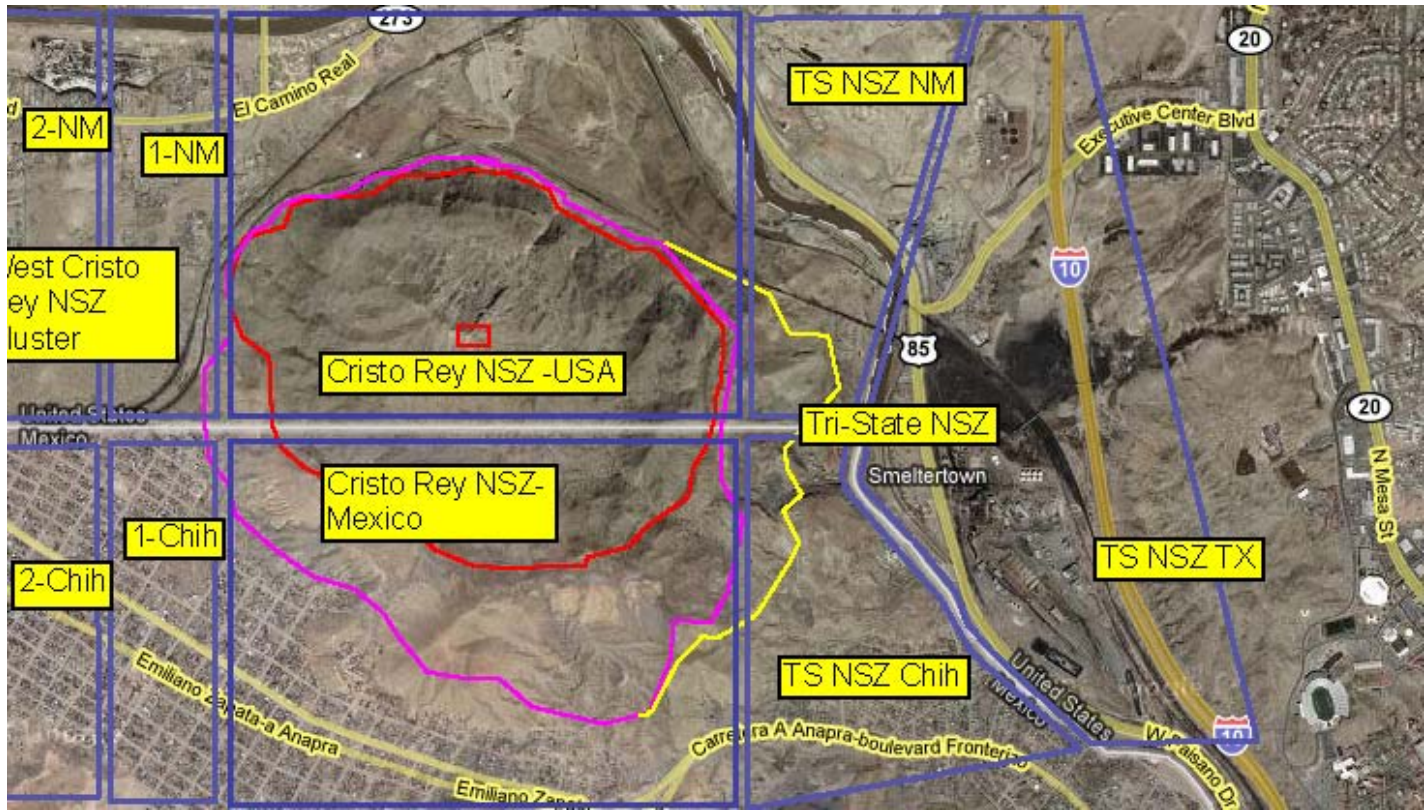 273
20
TS NSZ NM
El Camino Real
2-NM
1-NM
Executive Center Blvd
10
West Cristo
Rey NSZ
Cluster
85
Cristo Rey NSZ -USA
United States
Mexico
Tri-State NSZ
20
Smeltertown
N Mesa St
Cristo Rey NSZ-
Mexico
1-Chih
2-Chih
TS NSZ TX
TS NSZ Chih
United States
Mexico
Emiliano Zapata-a Anapra
Carretera A Anapra-boulevard Fronterizo
W Paisano Dr
10
Emiliano Zapa